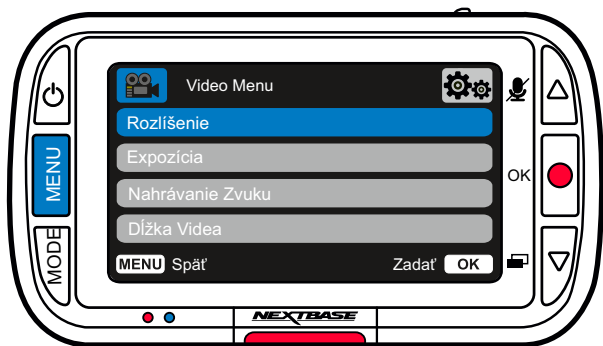 Video Menu
Rozlíšenie
Expozícia
Nahrávanie Zvuku
Dĺžka Videa
MENU Späť
Zadať OK
MENU
MODE
OK
NEXTBASE